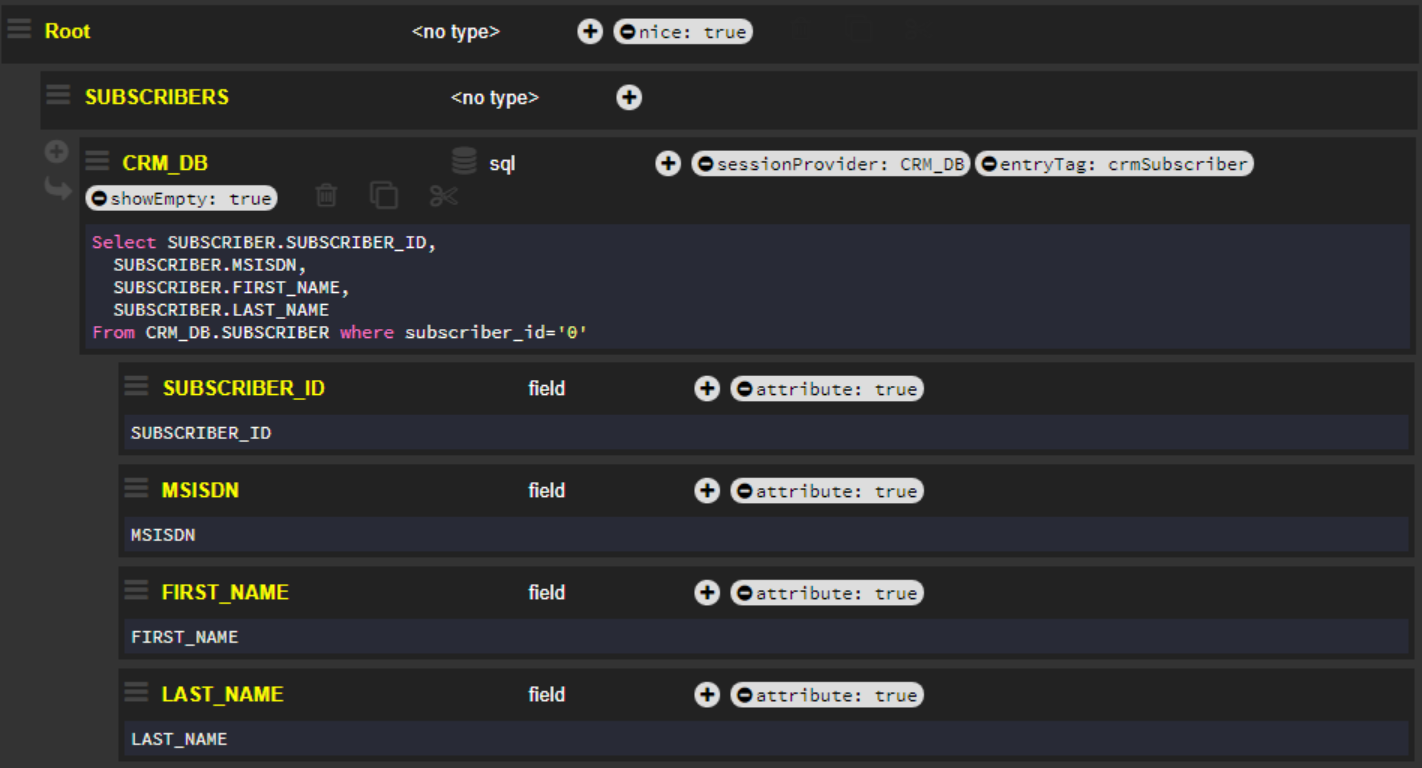 Root <no type> nice: true
SUBSCRIBERS <no type>
CRM_DB sql sessionProvider: CRM_DB entryTag: crmSubscriber
showEmpty: true
Select SUBSCRIBER.SUBSCRIBER_ID,
SUBSCRIBER.MSISDN,
SUBSCRIBER.FIRST_NAME,
SUBSCRIBER.LAST_NAME
From CRM_DB.SUBSCRIBER where subscriber_id='0'
SUBSCRIBER_ID field attribute: true
SUBSCRIBER_ID
MSISDN field attribute: true
MSISDN
FIRST_NAME field attribute: true
FIRST_NAME
LAST_NAME field attribute: true
LAST_NAME